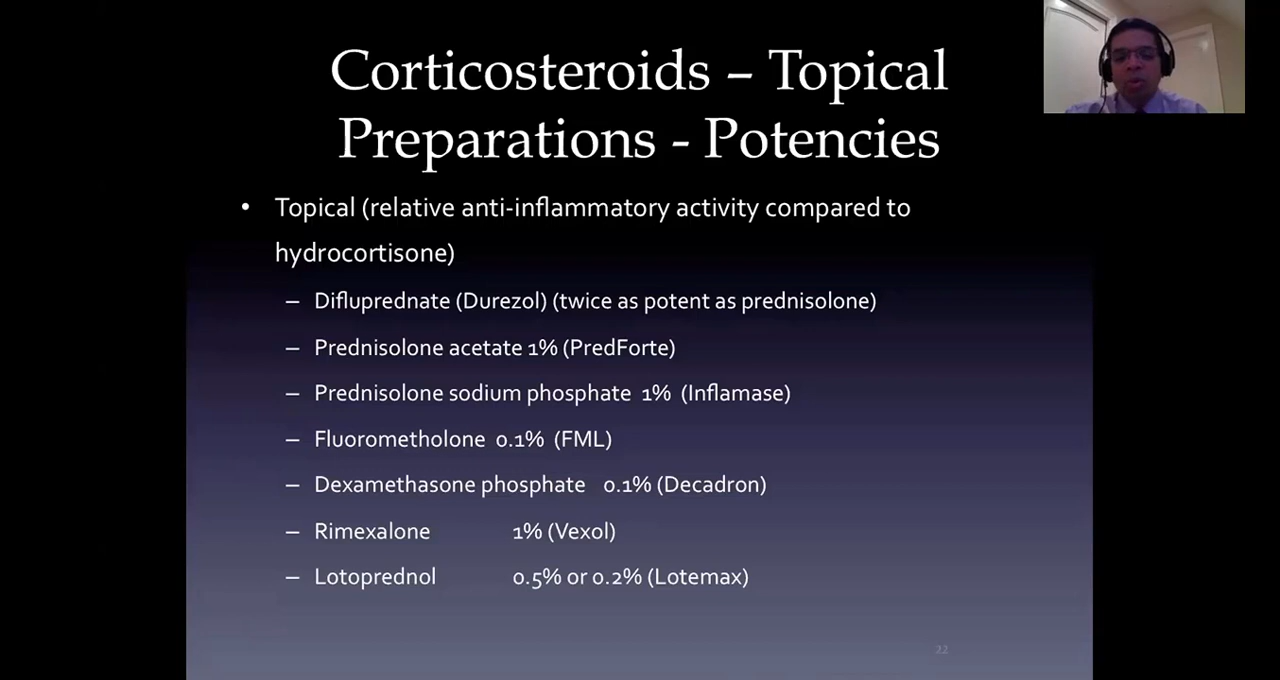 Corticosteroids – Topical
Preparations - Potencies
• Topical (relative anti-inflammatory activity compared to
hydrocortisone)
– Difluprednate (Durezol) (twice as potent as prednisolone)
– Prednisolone acetate 1% (PredForte)
– Prednisolone sodium phosphate 1% (Inflamase)
– Fluorometholone 0.1% (FML)
– Dexamethasone phosphate 0.1% (Decadron)
– Rimexalone 1% (Vexol)
– Lotoprednol 0.5% or 0.2% (Lotemax)
22